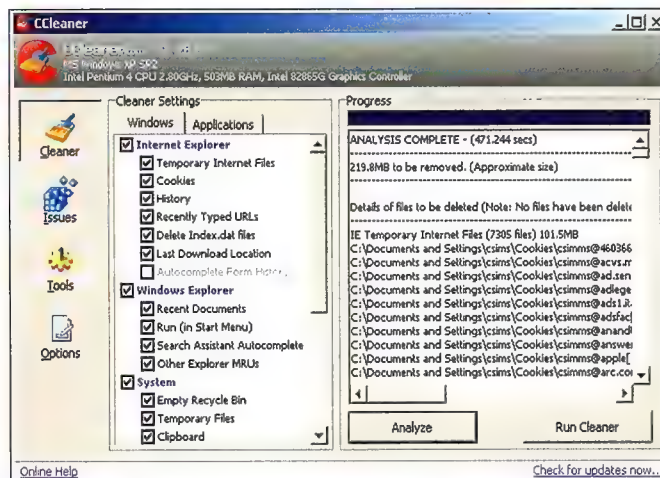 CCleaner
MS Windows XP SP2
Intel Pentium 4 CPU 2.80GHz, 503MB RAM, Intel 82865G Graphics Controller
Cleaner
Issues
Tools
Options
Cleaner Settings
Windows
Applications
Internet Explorer
Temporary Internet Files
Cookies
History
Recently Typed URLs
Delete Index.dat files
Last Download Location
Autocomplete Form History
Windows Explorer
Recent Documents
Run (in Start Menu)
Search Assistant Autocomplete
Other Explorer MRUs
System
Empty Recycle Bin
Temporary Files
Clipboard
Progress
ANALYSIS COMPLETE - (471.244 secs)
219.8MB to be removed. (Approximate size)
Details of files to be deleted (Note: No files have been delete
IE Temporary Internet Files (7305 files) 101.5MB
C:\Documents and Settings\csims\Cookies\csimms@460366
C:\Documents and Settings\csims\Cookies\csimms@acvs.m
C:\Documents and Settings\csims\Cookies\csimms@ad.sen
C:\Documents and Settings\csims\Cookies\csimms@adlege
C:\Documents and Settings\csims\Cookies\csimms@ads1.it
C:\Documents and Settings\csims\Cookies\csimms@adsfac
C:\Documents and Settings\csims\Cookies\csimms@anand
C:\Documents and Settings\csims\Cookies\csimms@answe
C:\Documents and Settings\csims\Cookies\csimms@apple[
C:\Documents and Settings\csims\Cookies\csimms@arc.co
Analyze
Run Cleaner
Online Help
Check for updates now...